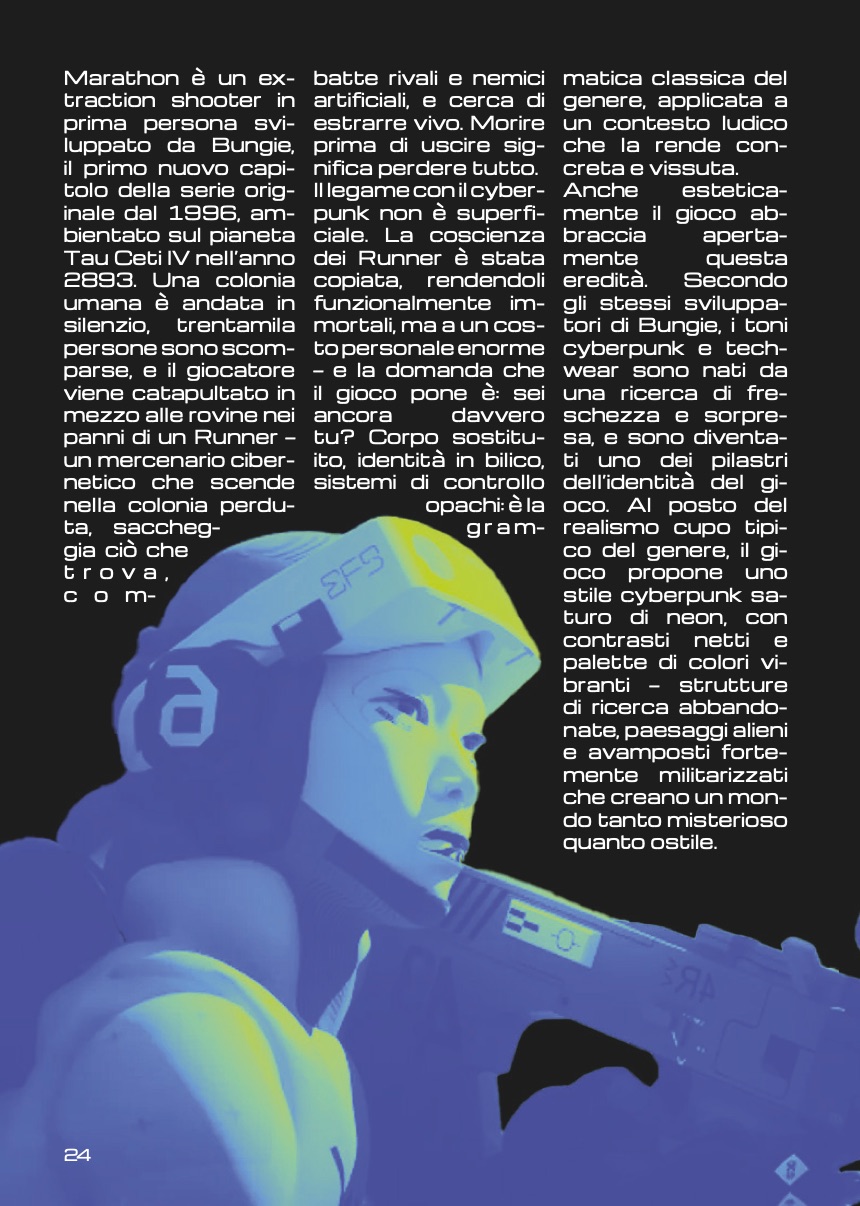 Marathon è un ex-
traction shooter in
prima persona svi-
luppato da Bungie,
il primo nuovo capi-
tolo della serie orig-
inale dal 1996, am-
bientato sul pianeta
Tau Ceti IV nell'anno
2893. Una colonia
umana è andata in
silenzio, trentamila
persone sono scom-
parse, e il giocatore
viene catapultato in
mezzo alle rovine nei
panni di un Runner –
un mercenario ciber-
netico che scende
nella colonia perdu-
ta, saccheg-
gia ciò che
trova,
com-
batte rivali e nemici
artificiali, e cerca di
estrarre vivo. Morire
prima di uscire sig-
nifica perdere tutto.
Il legame con il cyber-
punk non è superfi-
ciale. La coscienza
dei Runner è stata
copiata, rendendoli
funzionalmente im-
mortali, ma a un cos-
to personale enorme
– e la domanda che
il gioco pone è: sei
ancora davvero
tu? Corpo sostitu-
ito, identità in bilico,
sistemi di controllo
opachi: è la
gram-
matica classica del
genere, applicata a
un contesto ludico
che la rende con-
creta e vissuta.
Anche estetica-
mente il gioco ab-
braccia aperta-
mente questa
eredità. Secondo
gli stessi sviluppa-
tori di Bungie, i toni
cyberpunk e tech-
wear sono nati da
una ricerca di fre-
schezza e sorpre-
sa, e sono diventa-
ti uno dei pilastri
dell'identità del gi-
oco. Al posto del
realismo cupo tipi-
co del genere, il gi-
oco propone uno
stile cyberpunk sa-
turo di neon, con
contrasti netti e
palette di colori vi-
branti – strutture
di ricerca abbando-
nate, paesaggi alieni
e avamposti forte-
mente militarizzati
che creano un mon-
do tanto misterioso
quanto ostile.
24